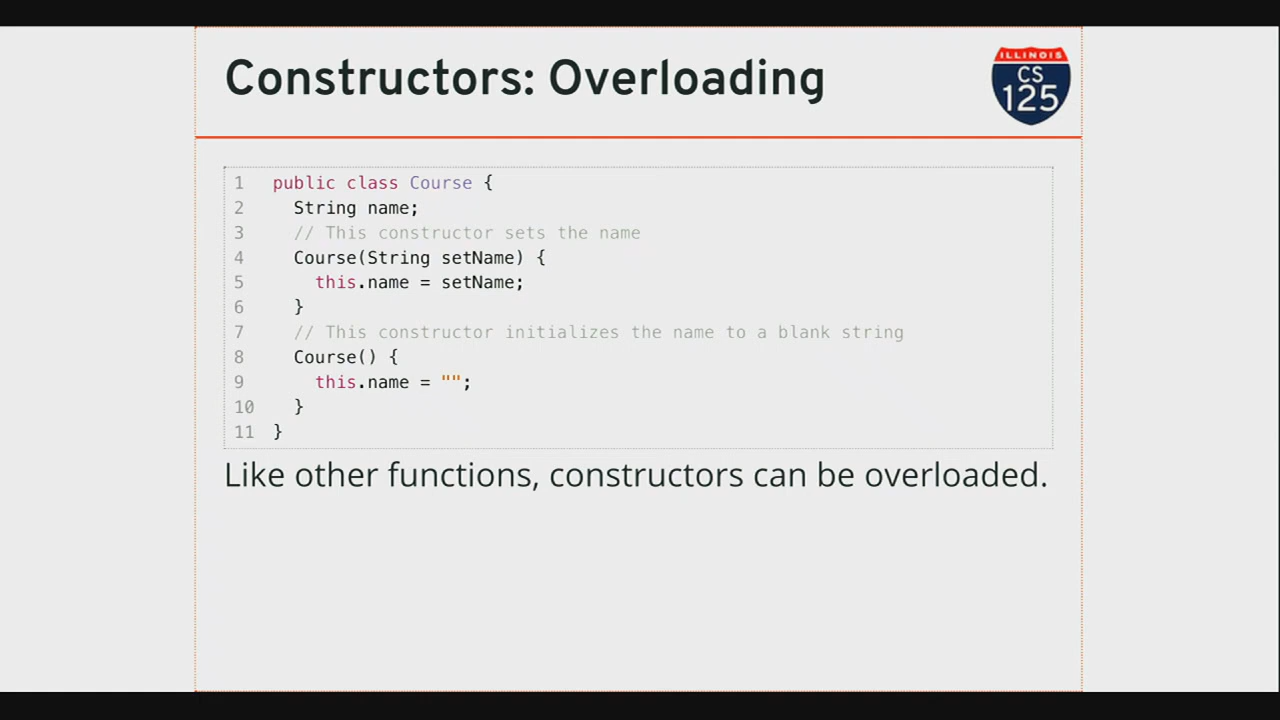 Constructors: Overloading
ILLINOIS
CS
125
1 public class Course {
2   String name;
3   // This constructor sets the name
4   Course(String setName) {
5     this.name = setName;
6   }
7   // This constructor initializes the name to a blank string
8   Course() {
9     this.name = "";
10   }
11 }
Like other functions, constructors can be overloaded.